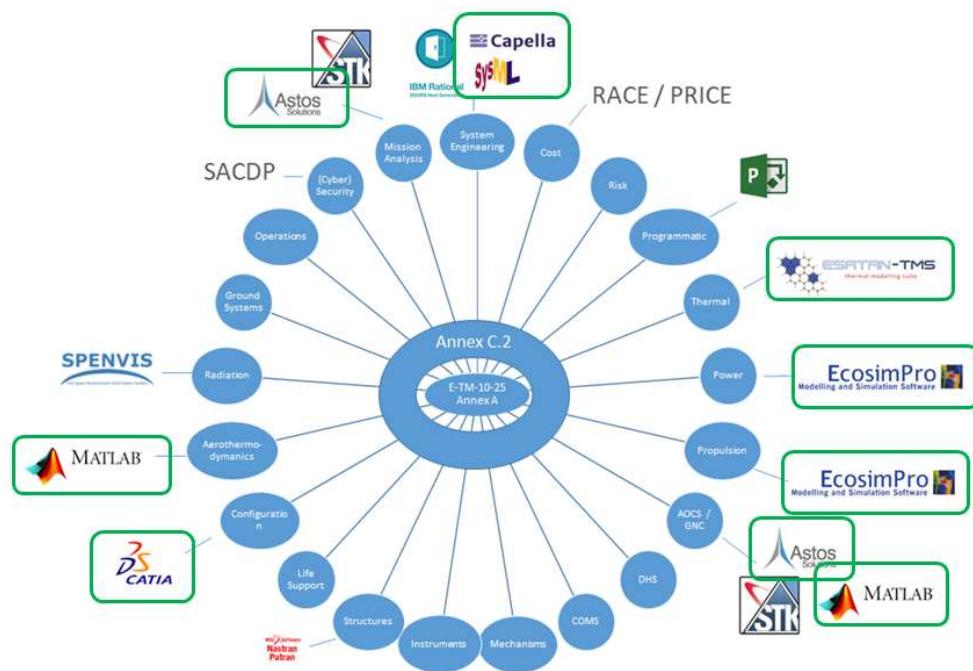 STK
Astos
Solutions
IBM Rational
Capella
SysML
RACE / PRICE
SACDP
Mission
Analysis
System
Engineering
Cost
(Cyber)
Security
Risk
P
Operations
Programmatic
ESATAN-TMS
thermal modelling suite
Ground
Systems
Thermal
Annex C.2
SPENVIS
Radiation
E-TM-10-25
Annex A
Power
EcosimPro
Modelling and Simulation Software
MATLAB
Aerothermo-
dynamics
Propulsion
EcosimPro
Modelling and Simulation Software
Configuratio
n
AOCS /
GNC
Astos
Solutions
CATIA
Life
Support
DHS
STK
MATLAB
Structures
Instruments
Mechanisms
COMS
Nastran
Patran